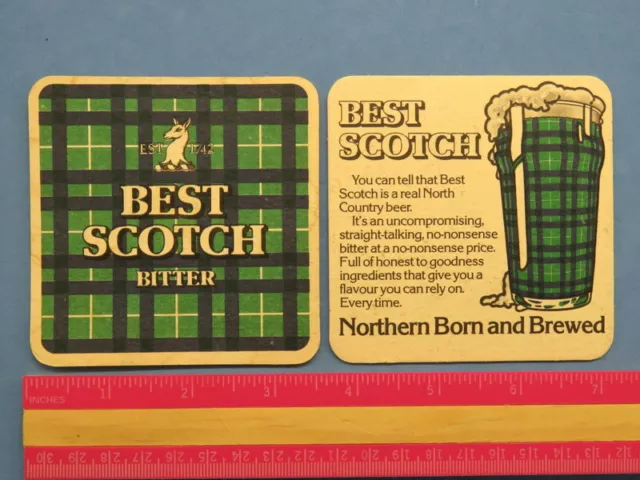 EST 1742
BEST
SCOTCH
BITTER
BEST
SCOTCH
You can tell that Best
Scotch is a real North
Country beer.
It's an uncompromising,
straight-talking, no-nonsense
bitter at a no-nonsense price.
Full of honest to goodness
ingredients that give you a
flavour you can rely on.
Every time.
Northern Born and Brewed
INCHES 1 2 3 4 5 6 7